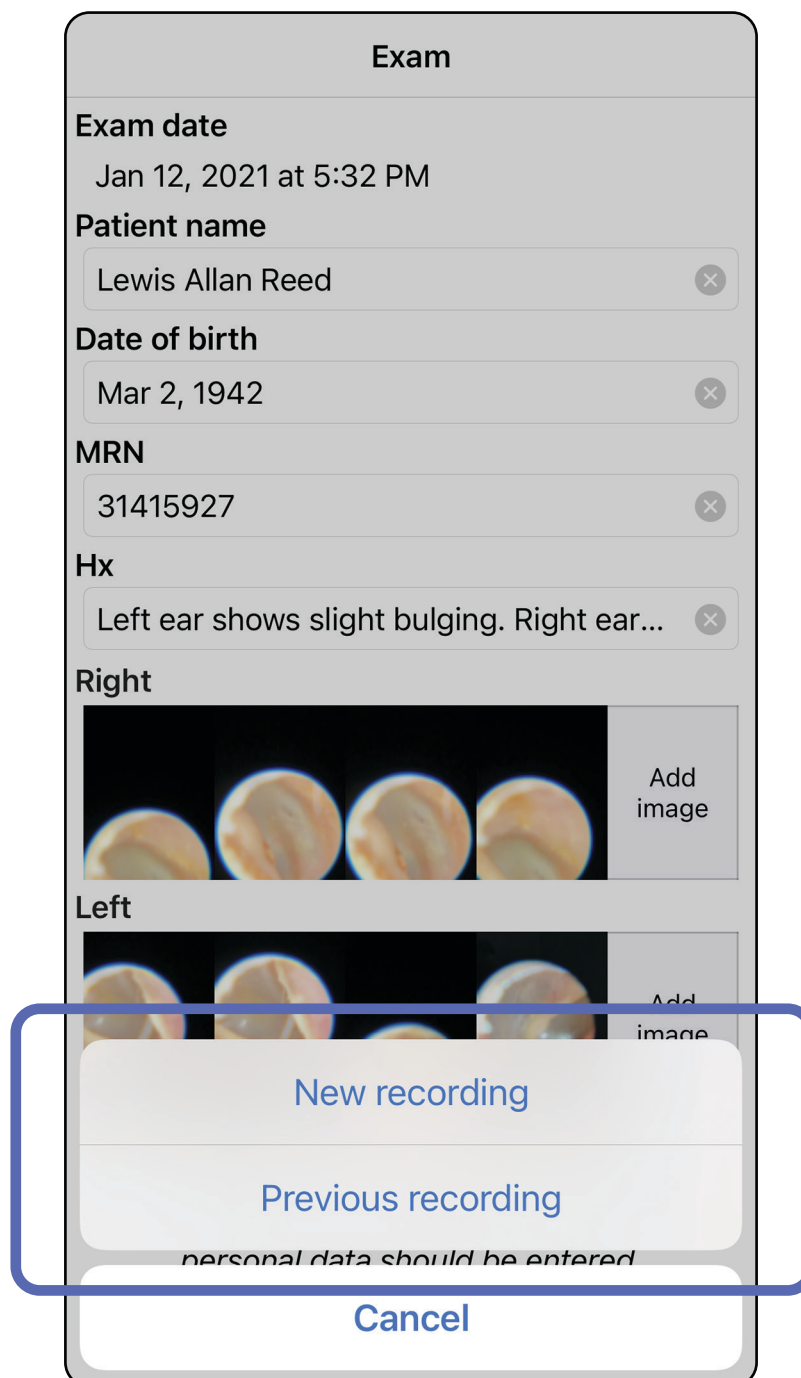 Exam
Exam date
Jan 12, 2021 at 5:32 PM
Patient name
Lewis Allan Reed
Date of birth
Mar 2, 1942
MRN
31415927
Hx
Left ear shows slight bulging. Right ear...
Right
Add
image
Left
Add
image
New recording
Previous recording
personal data should be entered
Cancel